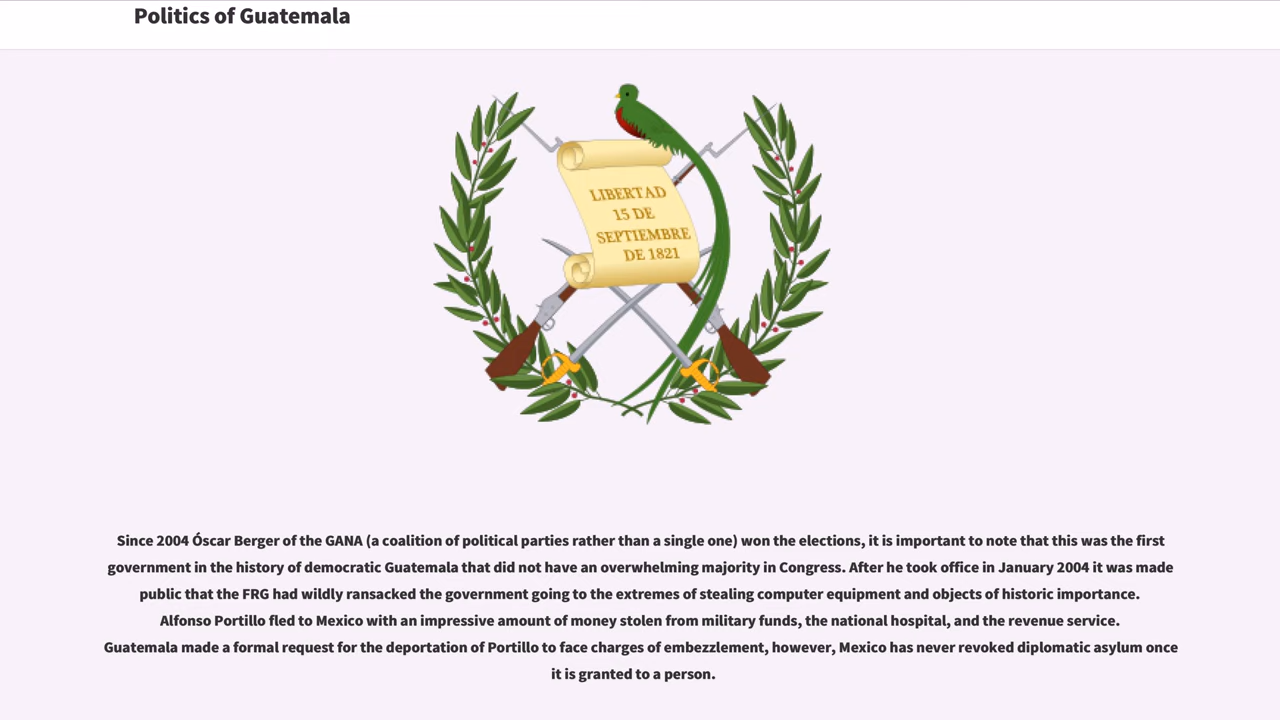 Politics of Guatemala
LIBERTAD
15 DE
SEPTIEMBRE
DE 1821
Since 2004 Óscar Berger of the GANA (a coalition of political parties rather than a single one) won the elections, it is important to note that this was the first
government in the history of democratic Guatemala that did not have an overwhelming majority in Congress. After he took office in January 2004 it was made
public that the FRG had wildly ransacked the government going to the extremes of stealing computer equipment and objects of historic importance.
Alfonso Portillo fled to Mexico with an impressive amount of money stolen from military funds, the national hospital, and the revenue service.
Guatemala made a formal request for the deportation of Portillo to face charges of embezzlement, however, Mexico has never revoked diplomatic asylum once
it is granted to a person.